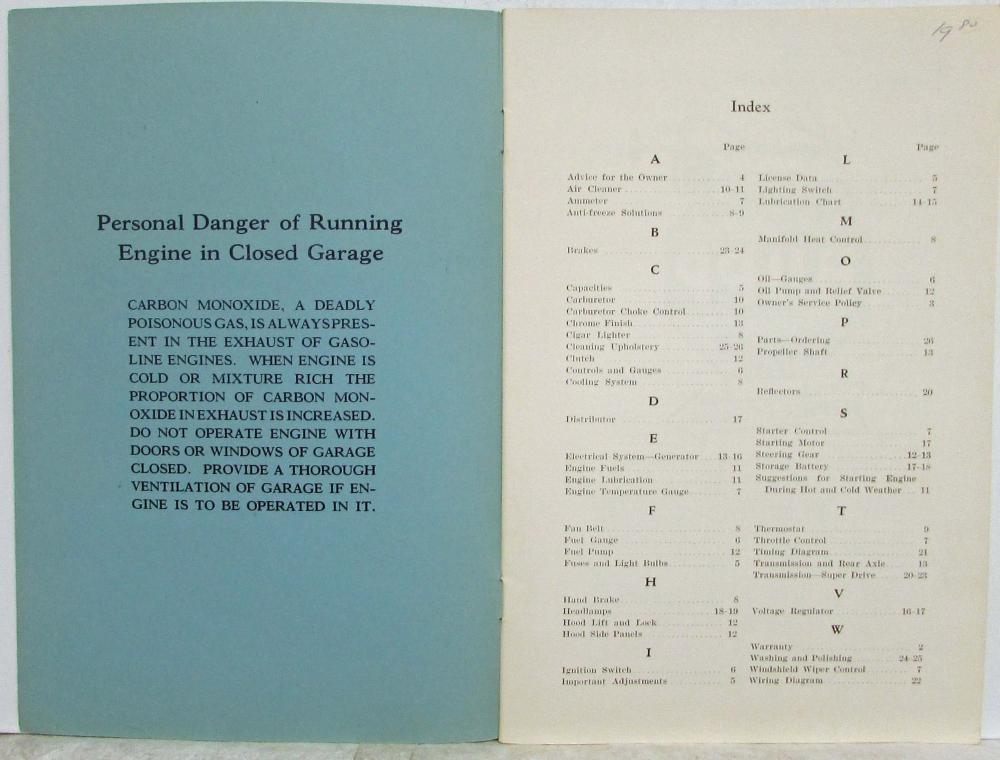 Personal Danger of Running
Engine in Closed Garage
CARBON MONOXIDE, A DEADLY
POISONOUS GAS, IS ALWAYS PRES-
ENT IN THE EXHAUST OF GASO-
LINE ENGINES. WHEN ENGINE IS
COLD OR MIXTURE RICH THE
PROPORTION OF CARBON MON-
OXIDE IN EXHAUST IS INCREASED.
DO NOT OPERATE ENGINE WITH
DOORS OR WINDOWS OF GARAGE
CLOSED. PROVIDE A THOROUGH
VENTILATION OF GARAGE IF EN-
GINE IS TO BE OPERATED IN IT.
Index
Page
A
Advice for the Owner 4
Air Cleaner 10-11
Ammeter 7
Anti-freeze Solutions 8-9
B
Brakes 23-24
C
Capacities 5
Carburetor 10
Carburetor Choke Control 10
Chrome Finish 13
Cigar Lighter 8
Cleaning Upholstery 25-26
Clutch 12
Controls and Gauges 6
Cooling System 8
D
Distributor 17
E
Electrical System—Generator 13-16
Engine Fuels 11
Engine Lubrication 11
Engine Temperature Gauge 7
F
Fan Belt 8
Fuel Gauge 6
Fuel Pump 12
Fuses and Light Bulbs 5
H
Hand Brake 8
Headlamps 18-19
Hood Lift and Lock 12
Hood Side Panels 12
I
Ignition Switch 6
Important Adjustments 5
Page
L
License Data 5
Lighting Switch 7
Lubrication Chart 14-15
M
Manifold Heat Control 8
O
Oil—Gauges 6
Oil Pump and Relief Valve 12
Owner's Service Policy 3
P
Parts—Ordering 26
Propeller Shaft 13
R
Reflectors 20
S
Starter Control 7
Starting Motor 17
Steering Gear 12-13
Storage Battery 17-18
Suggestions for Starting Engine
During Hot and Cold Weather 11
T
Thermostat 9
Throttle Control 7
Timing Diagram 21
Transmission and Rear Axle 13
Transmission—Super Drive 20-23
V
Voltage Regulator 16-17
W
Warranty 2
Washing and Polishing 24-25
Windshield Wiper Control 7
Wiring Diagram 22